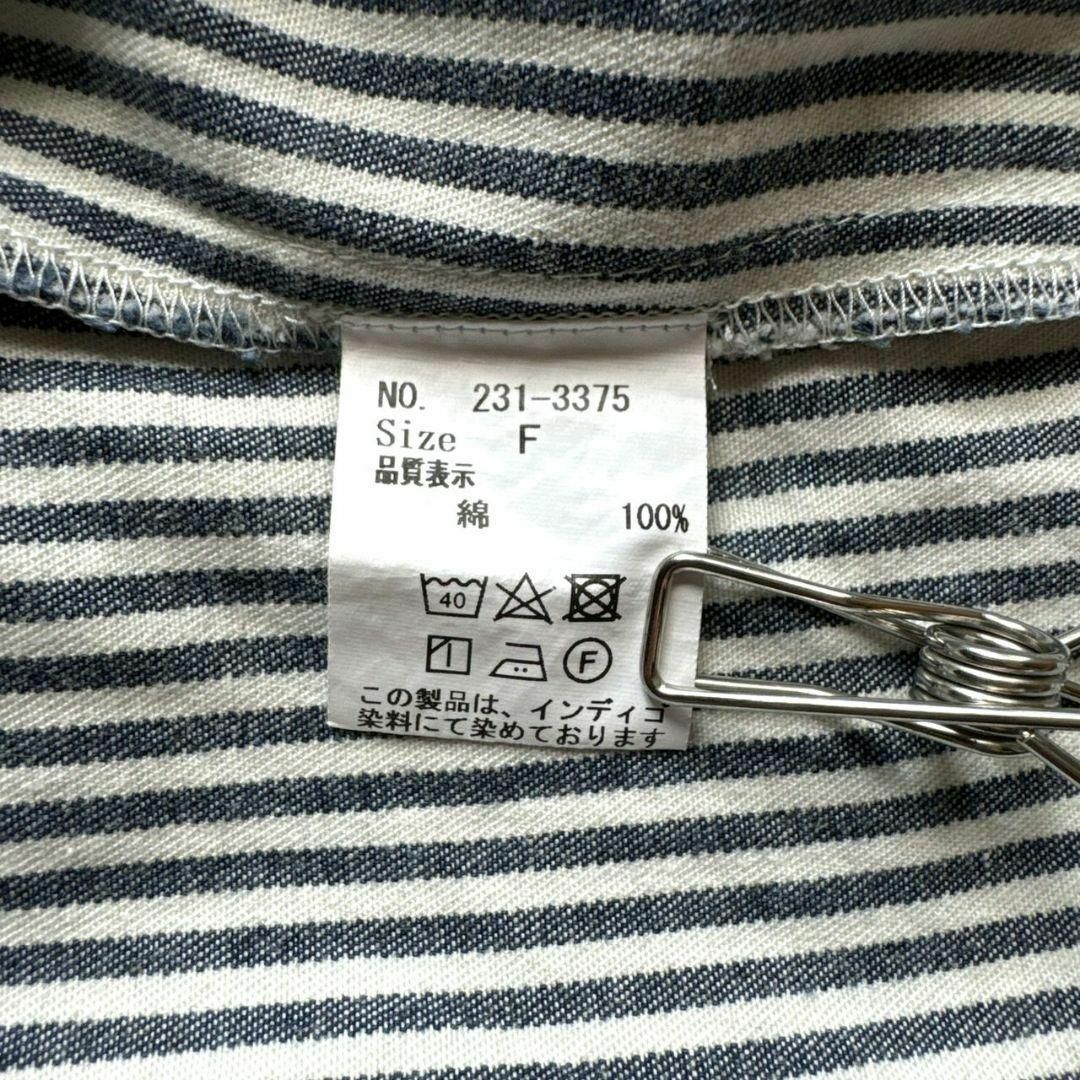 NO. 231-3375
Size F
品質表示
綿 100%
40
F
この製品は、インディゴ
染料にて染めております